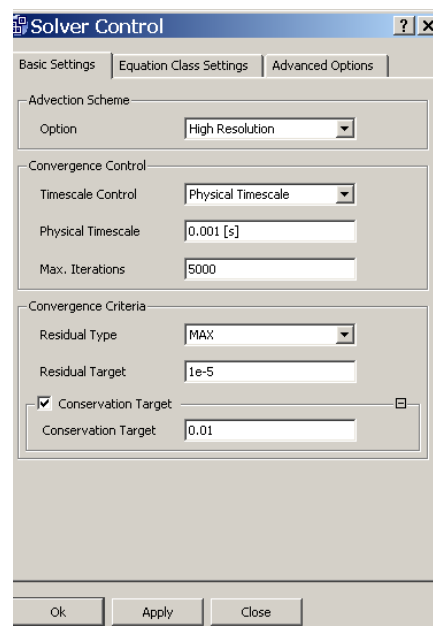 Solver Control
Basic Settings Equation Class Settings Advanced Options
Advection Scheme
Option High Resolution
Convergence Control
Timescale Control Physical Timescale
Physical Timescale 0.001 [s]
Max. Iterations 5000
Convergence Criteria
Residual Type MAX
Residual Target 1e-5
Conservation Target
Conservation Target 0.01
Ok Apply Close